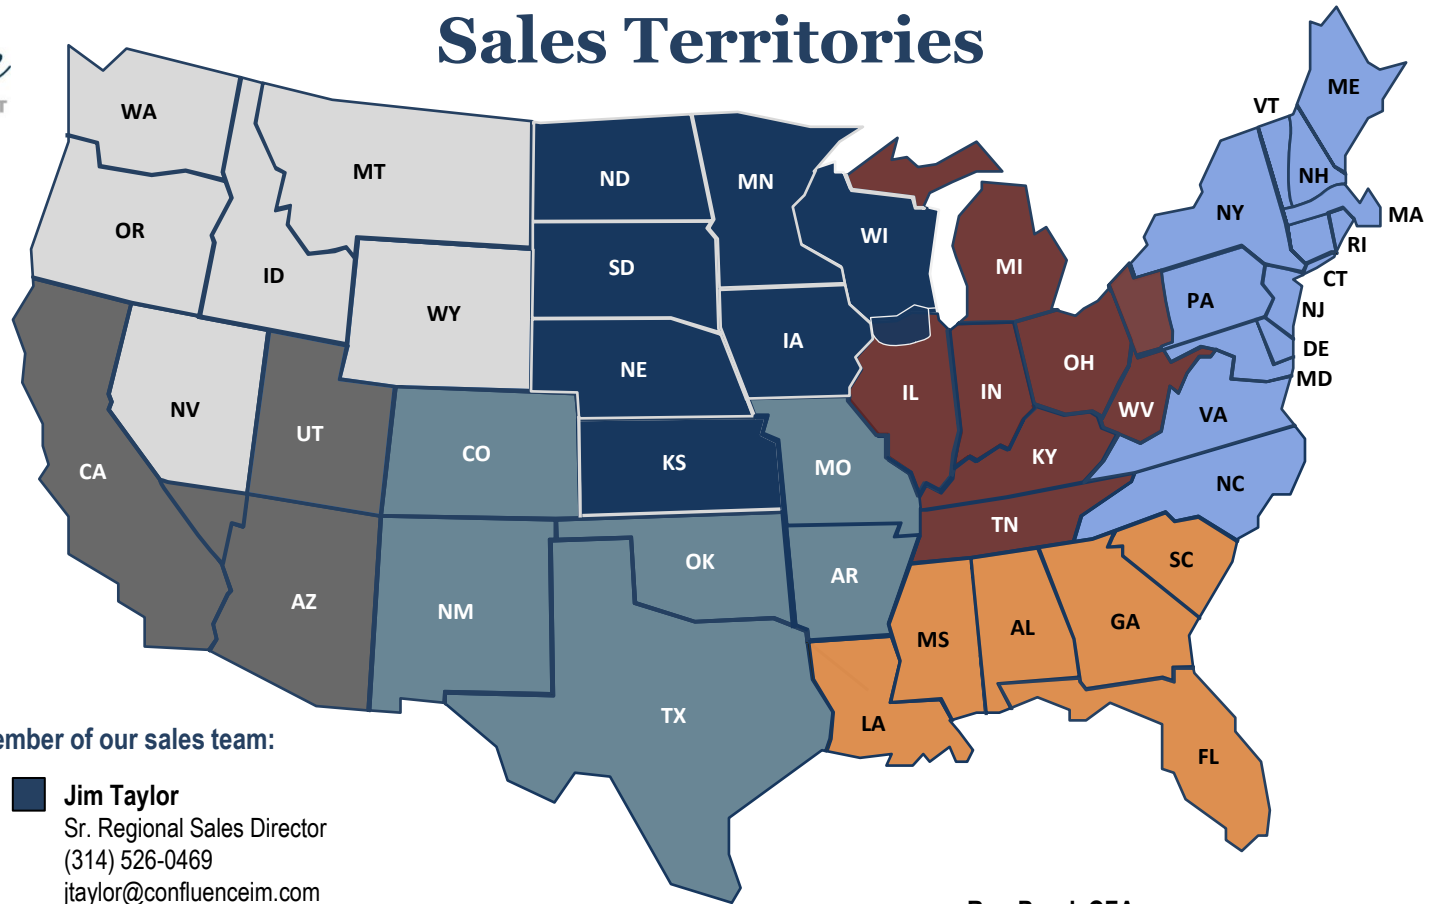 Sales Territories
ME
VT
WA
MT
ND
MN
NH
OR
NY
MA
WI
RI
ID
SD
MI
CT
WY
PA
NJ
IA
DE
NE
OH
MD
NV
IL
IN
WV
VA
UT
CO
KS
MO
KY
CA
NC
TN
OK
AR
SC
AZ
NM
MS
AL
GA
TX
LA
FL
ember of our sales team:
Jim Taylor
Sr. Regional Sales Director
(314) 526-0469
jtaylor@confluenceim.com